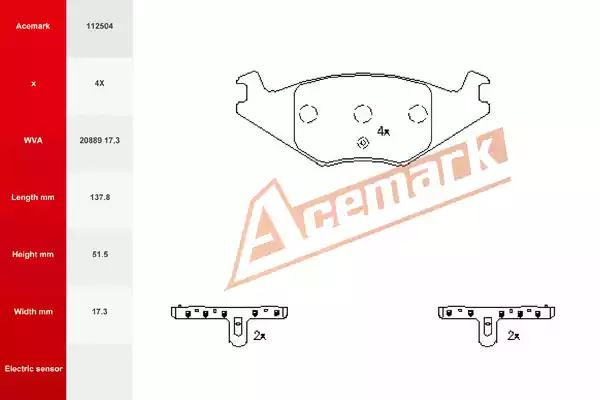 Acemark 112504
x 4X
WVA 20889 17,3
Length mm 137.8
Height mm 51.5
Width mm 17.3
Electric sensor
4x
Acemark
2x
2x